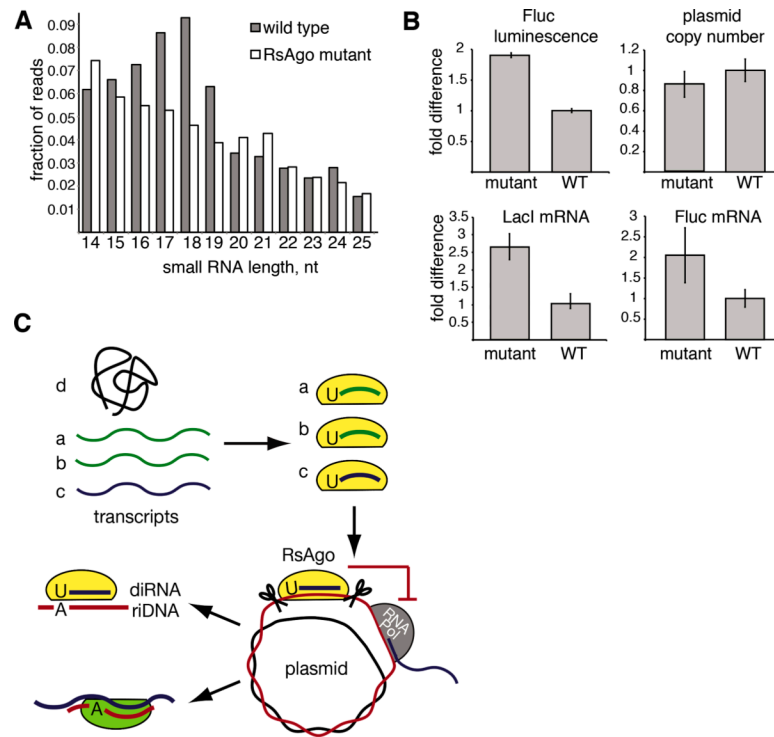 A
fraction of reads
0.09
0.08
0.07
0.06
0.05
0.04
0.03
0.02
0.01
wild type
RsAgo mutant
14 15 16 17 18 19 20 21 22 23 24 25
small RNA length, nt
B
Fluc
luminescence
fold difference
2
1.5
1
0.5
mutant WT
plasmid
copy number
1.2
1
0.8
0.6
0.4
0.2
mutant WT
LacI mRNA
fold difference
3.5
3
2.5
2
1.5
1
0.5
mutant WT
Fluc mRNA
3
2.5
2
1.5
1
0.5
mutant WT
C
d
a
b
c
transcripts
a
U
b
U
c
U
RsAgo
U
RNA
Pol
plasmid
U
diRNA
A
riDNA
A